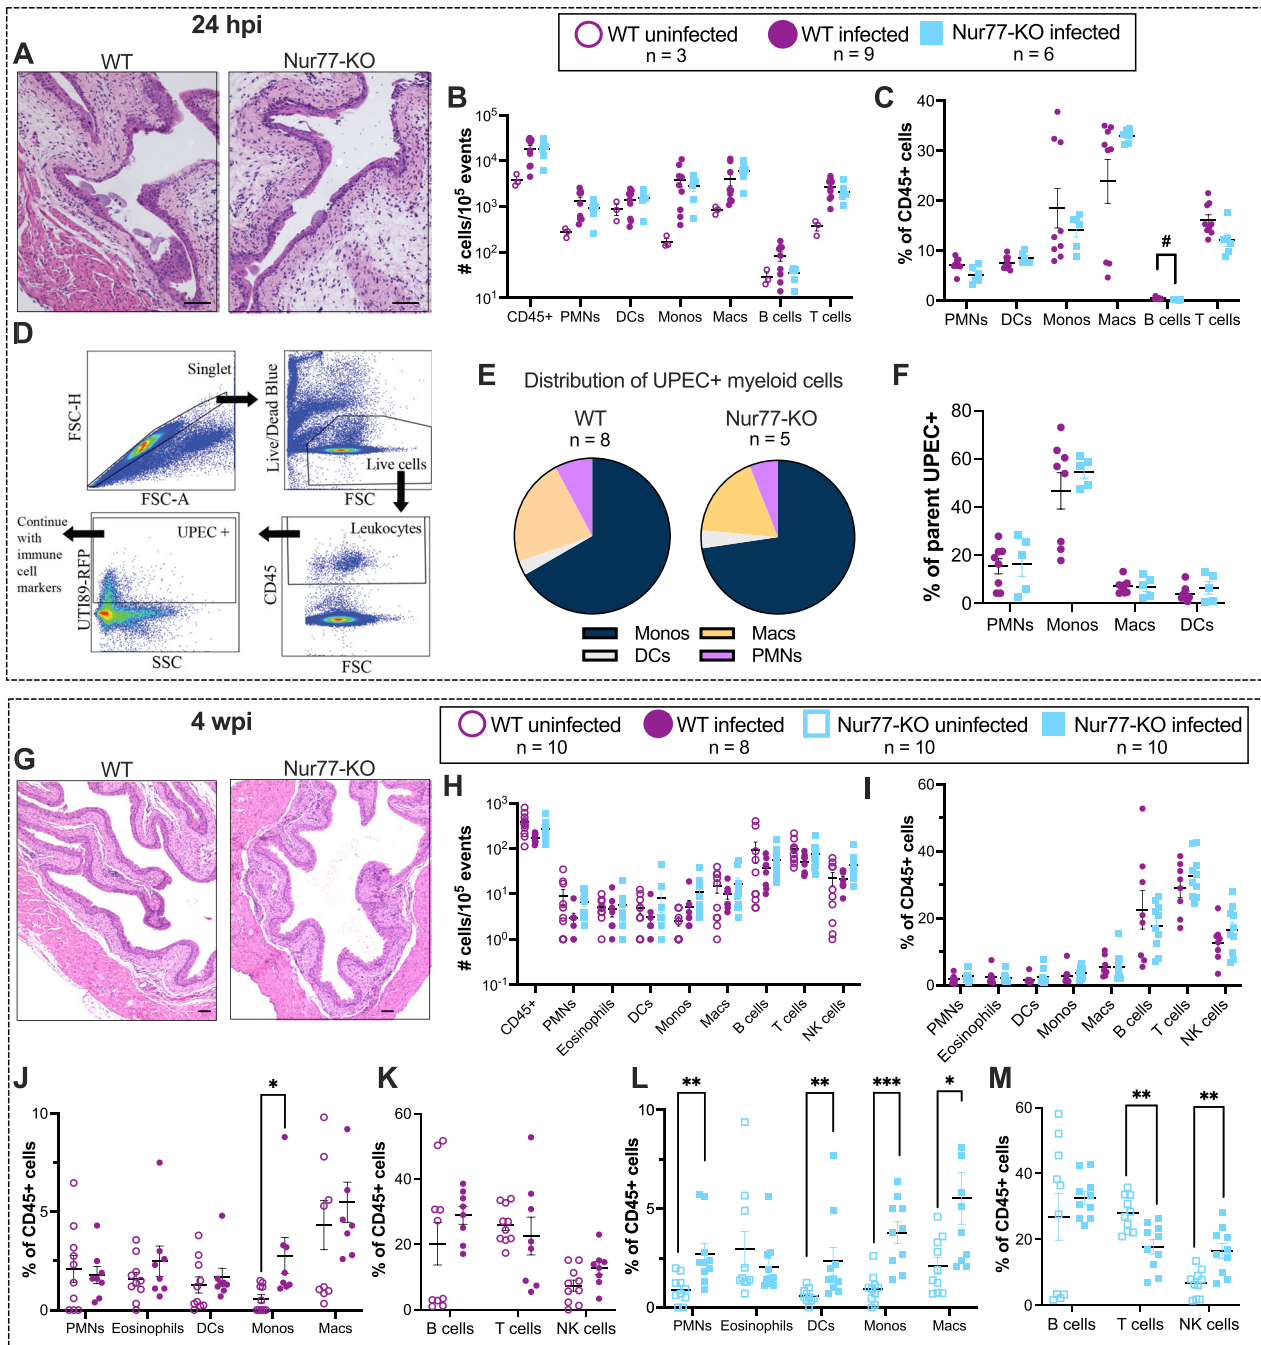 24 hpi
WT uninfected
n = 3
WT infected
n = 9
Nur77-KO infected
n = 6
A
WT
Nur77-KO
B
# cells/10⁵ events
10⁵
10⁴
10³
10²
10¹
CD45+ PMNs DCs Monos Macs B cells T cells
C
% of CD45+ cells
40
30
20
10
0
#
PMNs DCs Monos Macs B cells T cells
D
Singlet
FSC-H
FSC-A
Live/Dead Blue
Live cells
FSC
Leukocytes
CD45
FSC
UPEC +
UTI89-RFP
SSC
Continue
with
immune
cell
markers
E
Distribution of UPEC+ myeloid cells
WT
n = 8
Nur77-KO
n = 5
Monos
Macs
DCs
PMNs
F
% of parent UPEC+
80
60
40
20
0
PMNs Monos Macs DCs
4 wpi
WT uninfected
n = 10
WT infected
n = 8
Nur77-KO uninfected
n = 10
Nur77-KO infected
n = 10
G
WT
Nur77-KO
H
# cells/10⁵ events
10³
10²
10¹
10⁰
10⁻¹
CD45+ PMNs Eosinophils DCs Monos Macs B cells T cells NK cells
I
% of CD45+ cells
60
40
20
0
PMNs Eosinophils DCs Monos Macs B cells T cells NK cells
J
% of CD45+ cells
10
5
0
*
PMNs Eosinophils DCs Monos Macs
K
% of CD45+ cells
60
40
20
0
B cells T cells NK cells
L
% of CD45+ cells
10
5
0
** ** *** *
PMNs Eosinophils DCs Monos Macs
M
% of CD45+ cells
60
40
20
0
** **
B cells T cells NK cells